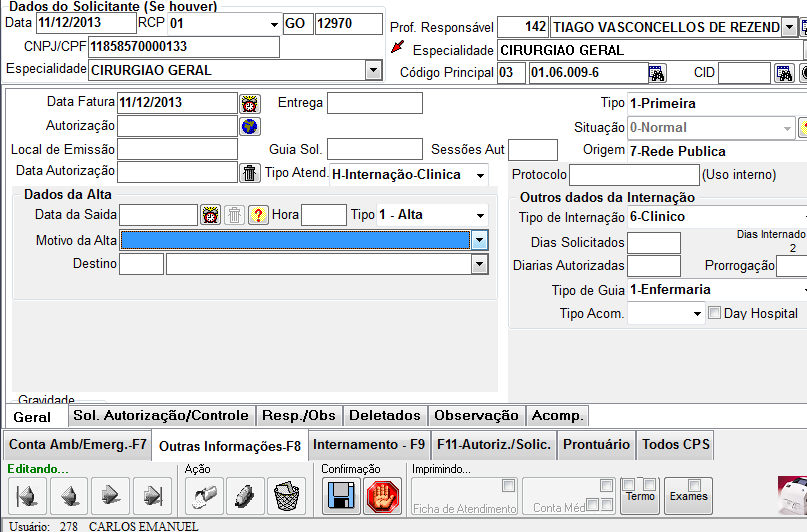 Dados do Solicitante (Se houver)
Data 11/12/2013 RCP 01 GO 12970
CNPJ/CPF 11858570000133
Especialidade CIRURGIAO GERAL
Prof. Responsável 142 TIAGO VASCONCELLOS DE REZEND
Especialidade CIRURGIAO GERAL
Código Principal 03 01.06.009-6 CID
Data Fatura 11/12/2013 Entrega
Autorização
Local de Emissão Guia Sol. Sessões Aut
Data Autorização Tipo Atend. H-Internação-Clinica
Tipo 1-Primeira
Situação 0-Normal
Origem 7-Rede Publica
Protocolo (Uso interno)
Dados da Alta
Data da Saida ? Hora Tipo 1 - Alta
Motivo da Alta
Destino
Outros dados da Internação
Tipo de Internação 6-Clinico
Dias Solicitados Dias Internado
2
Diarias Autorizadas Prorrogação
Tipo de Guia 1-Enfermaria
Tipo Acom. Day Hospital
Gravidade
Geral Sol. Autorização/Controle Resp./Obs Deletados Observação Acomp.
Conta Amb/Emerg.-F7 Outras Informações-F8 Internamento - F9 F11-Autoriz./Solic. Prontuário Todos CPS
Editando... Ação Confirmação Imprimindo...
Ficha de Atendimento Conta Méd Termo Exames
Usuário: 278 CARLOS EMANUEL